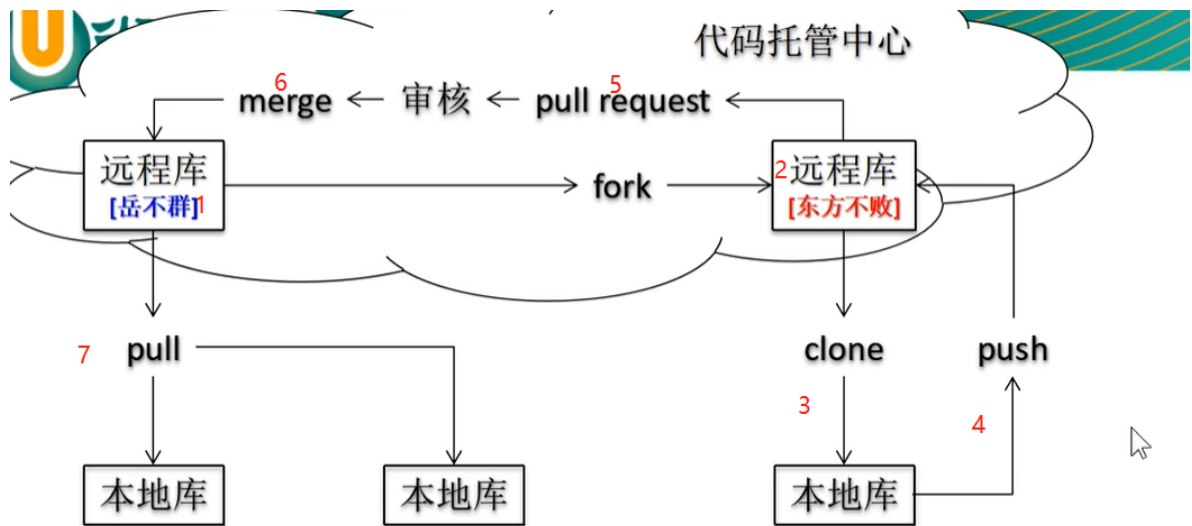 代码托管中心
6
5
merge
审核
pull request
远程库
[岳不群]
1
fork
2
远程库
[东方不败]
7
pull
clone
push
3
4
本地库
本地库
本地库